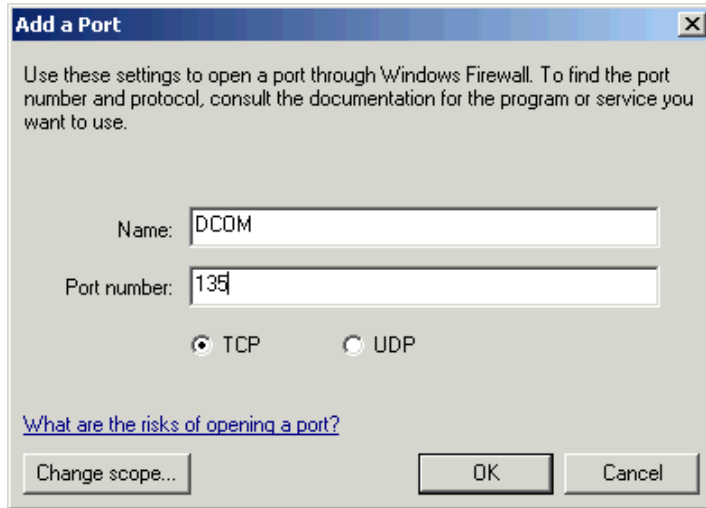 Add a Port
Use these settings to open a port through Windows Firewall. To find the port
number and protocol, consult the documentation for the program or service you
want to use.
Name: DCOM
Port number: 135
TCP UDP
What are the risks of opening a port?
Change scope... OK Cancel